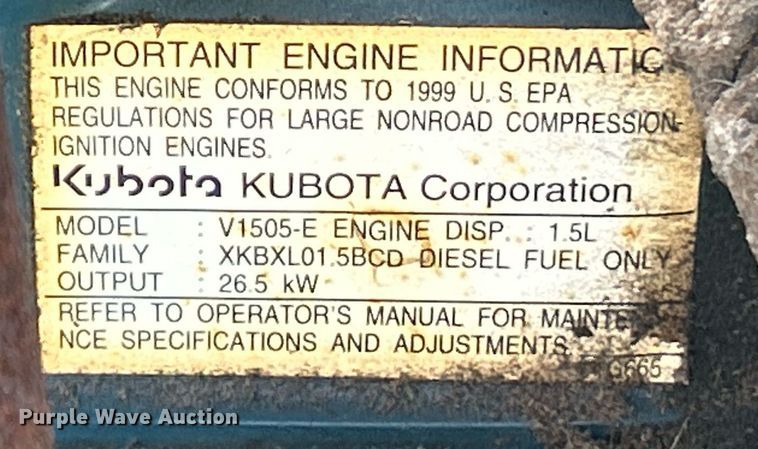 IMPORTANT ENGINE INFORMATIO
THIS ENGINE CONFORMS TO 1999 U.S. EPA
REGULATIONS FOR LARGE NONROAD COMPRESSION-
IGNITION ENGINES.
Kubota KUBOTA Corporation
MODEL : V1505-E ENGINE DISP. : 1.5L
FAMILY : XKBXL01.5BCD DIESEL FUEL ONLY
OUTPUT : 26.5 kW
REFER TO OPERATOR'S MANUAL FOR MAINTE
NCE SPECIFICATIONS AND ADJUSTMENTS
G665
Purple Wave Auction